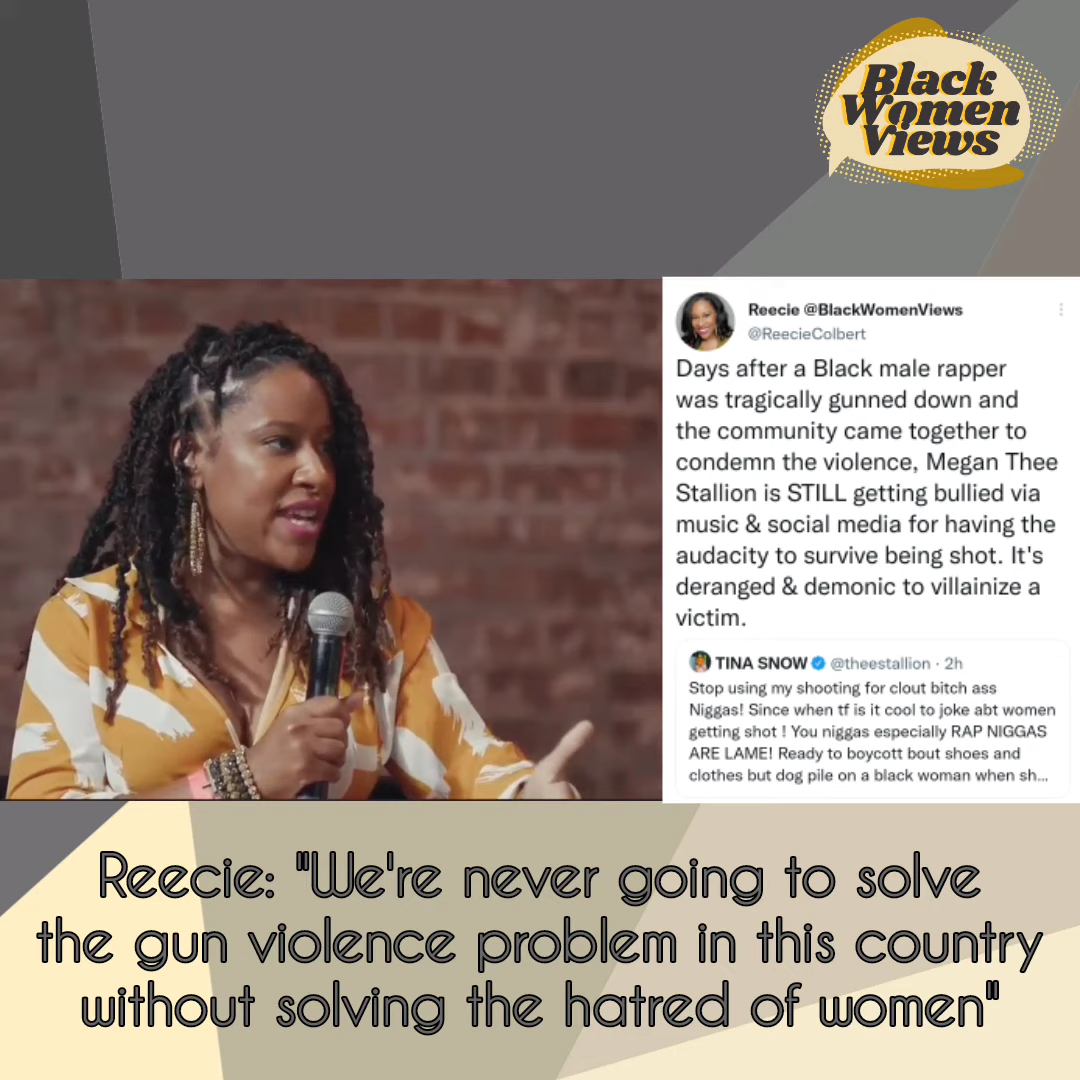 Black
Women
Views
Reecie @BlackWomenViews
@ReecieColbert
Days after a Black male rapper
was tragically gunned down and
the community came together to
condemn the violence, Megan Thee
Stallion is STILL getting bullied via
music & social media for having the
audacity to survive being shot. It's
deranged & demonic to villainize a
victim.
TINA SNOW @theestallion · 2h
Stop using my shooting for clout bitch ass
Niggas! Since when tf is it cool to joke abt women
getting shot ! You niggas especially RAP NIGGAS
ARE LAME! Ready to boycott bout shoes and
clothes but dog pile on a black woman when sh...
Reecie: "We're never going to solve
the gun violence problem in this country
without solving the hatred of women"